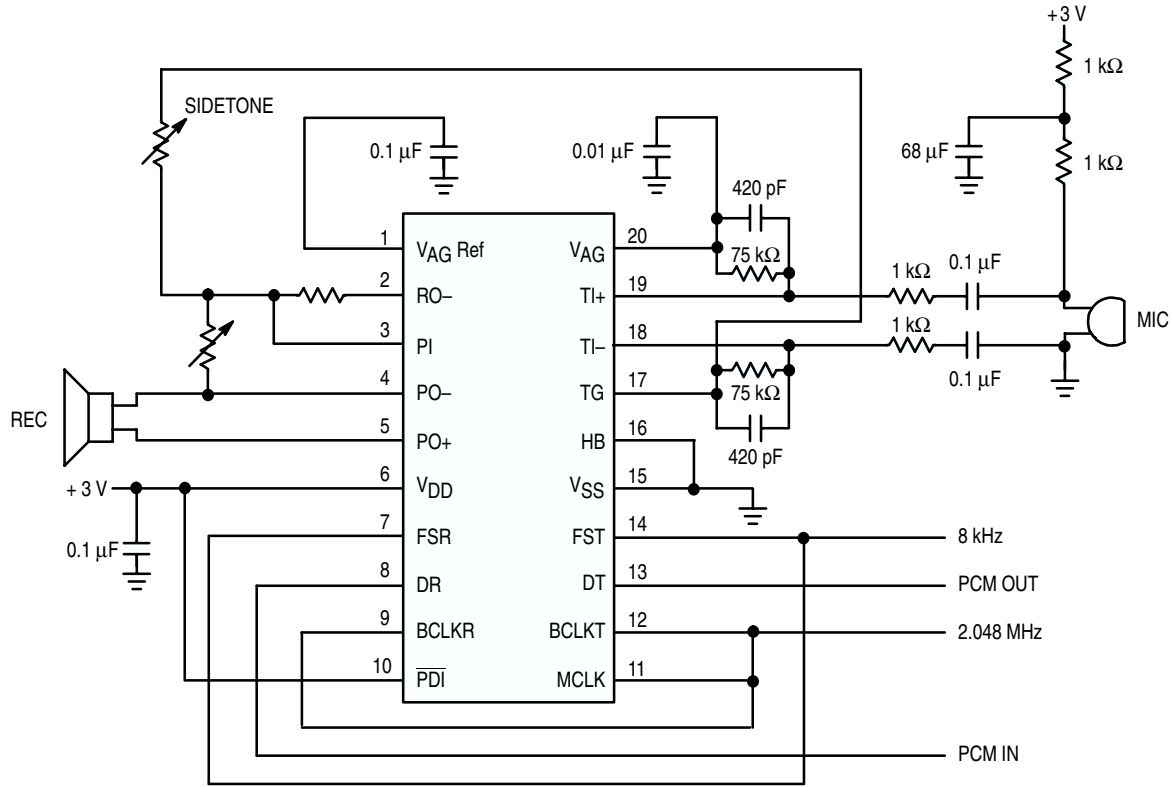 +3 V
1 kΩ
SIDETONE
0.1 µF
0.01 µF
68 µF
1 kΩ
420 pF
1
VAG Ref
VAG
20
75 kΩ
1 kΩ
0.1 µF
2
RO–
TI+
19
MIC
1 kΩ
3
PI
TI–
18
0.1 µF
4
PO–
TG
17
75 kΩ
REC
5
PO+
HB
16
420 pF
+ 3 V
6
VDD
VSS
15
7
FSR
FST
14
8 kHz
0.1 µF
8
DR
DT
13
PCM OUT
9
BCLKR
BCLKT
12
2.048 MHz
10
PDI
MCLK
11
PCM IN